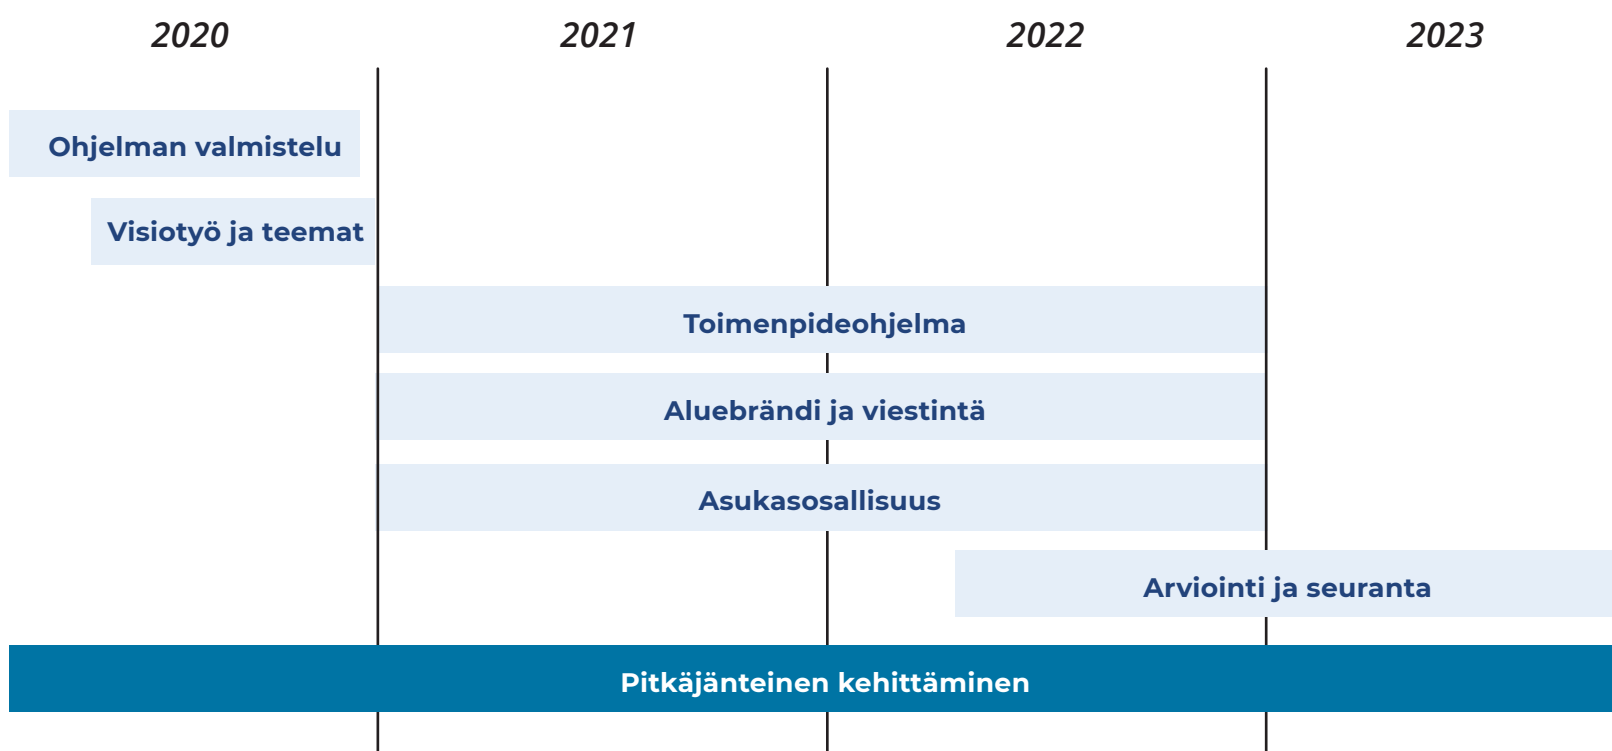 2020
2021
2022
2023
Ohjelman valmistelu
Visiotyö ja teemat
Toimenpideohjelma
Aluebrändi ja viestintä
Asukasosallisuus
Arviointi ja seuranta
Pitkäjänteinen kehittäminen